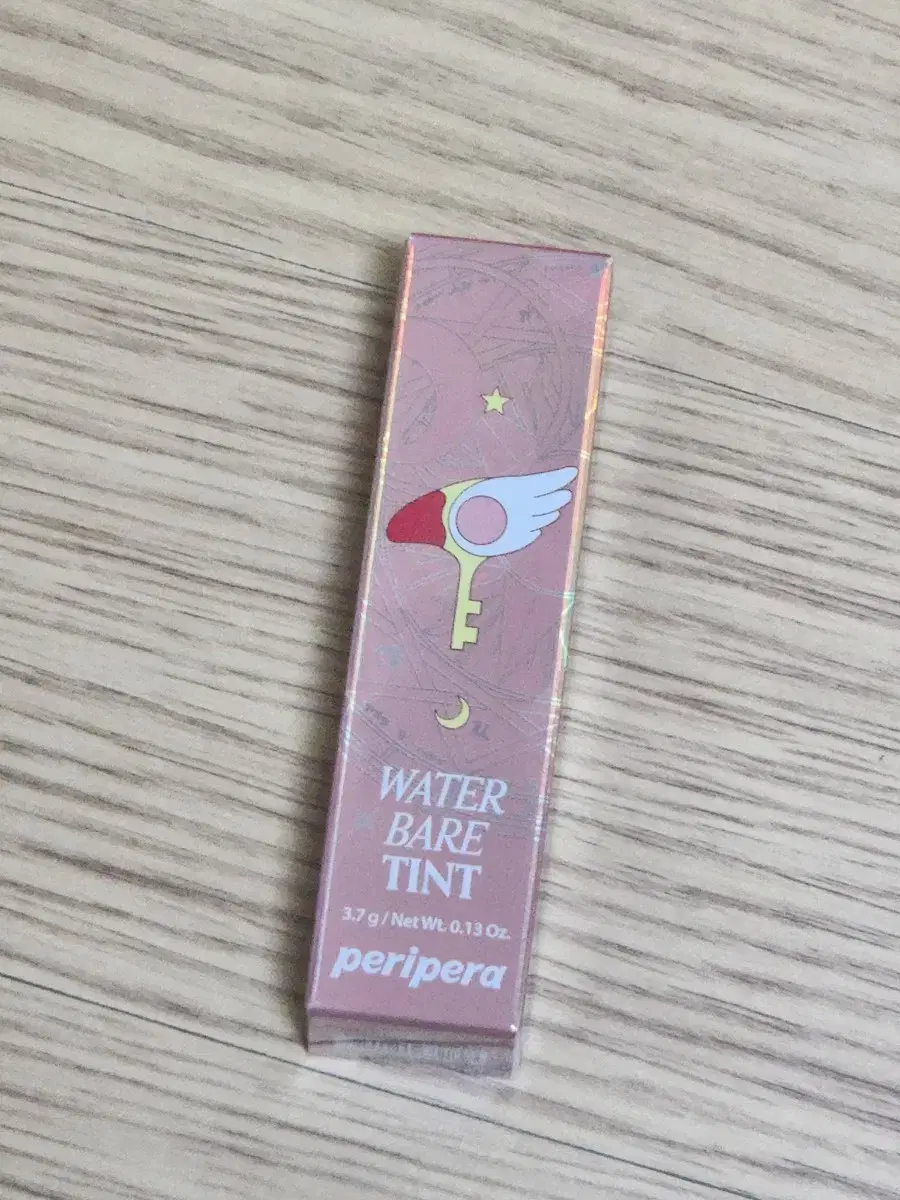 WATER
BARE
TINT
3.7 g / Net Wt. 0.13 Oz.
peripera